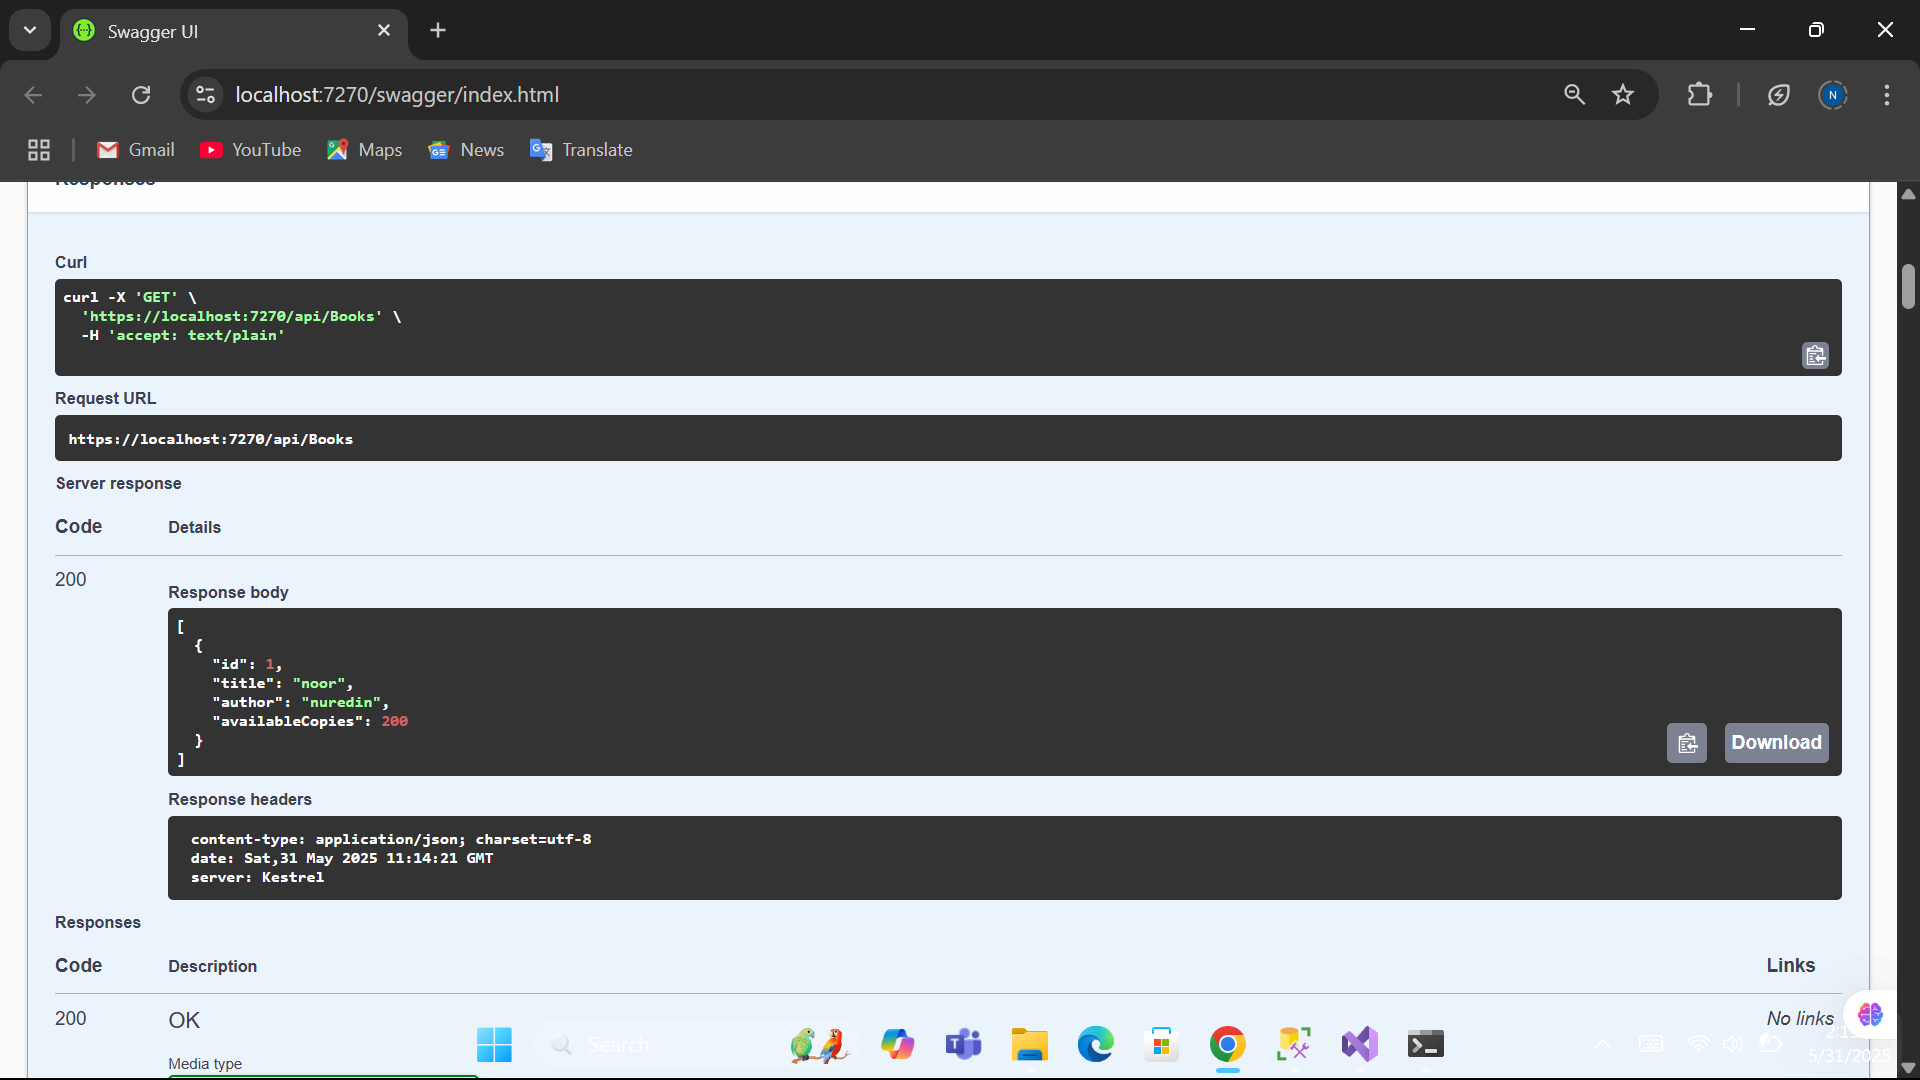 Swagger UI
localhost:7270/swagger/index.html
N
Gmail
YouTube
Maps
News
Translate
Responses
Curl
curl -X 'GET' \
'https://localhost:7270/api/Books' \
-H 'accept: text/plain'
Request URL
https://localhost:7270/api/Books
Server response
Code Details
200
Response body
[
{
"id": 1,
"title": "noor",
"author": "nuredin",
"availableCopies": 200
}
]
Download
Response headers
content-type: application/json; charset=utf-8
date: Sat,31 May 2025 11:14:21 GMT
server: Kestrel
Responses
Code Description Links
200 OK No links
Media type
Search
5/31/2025